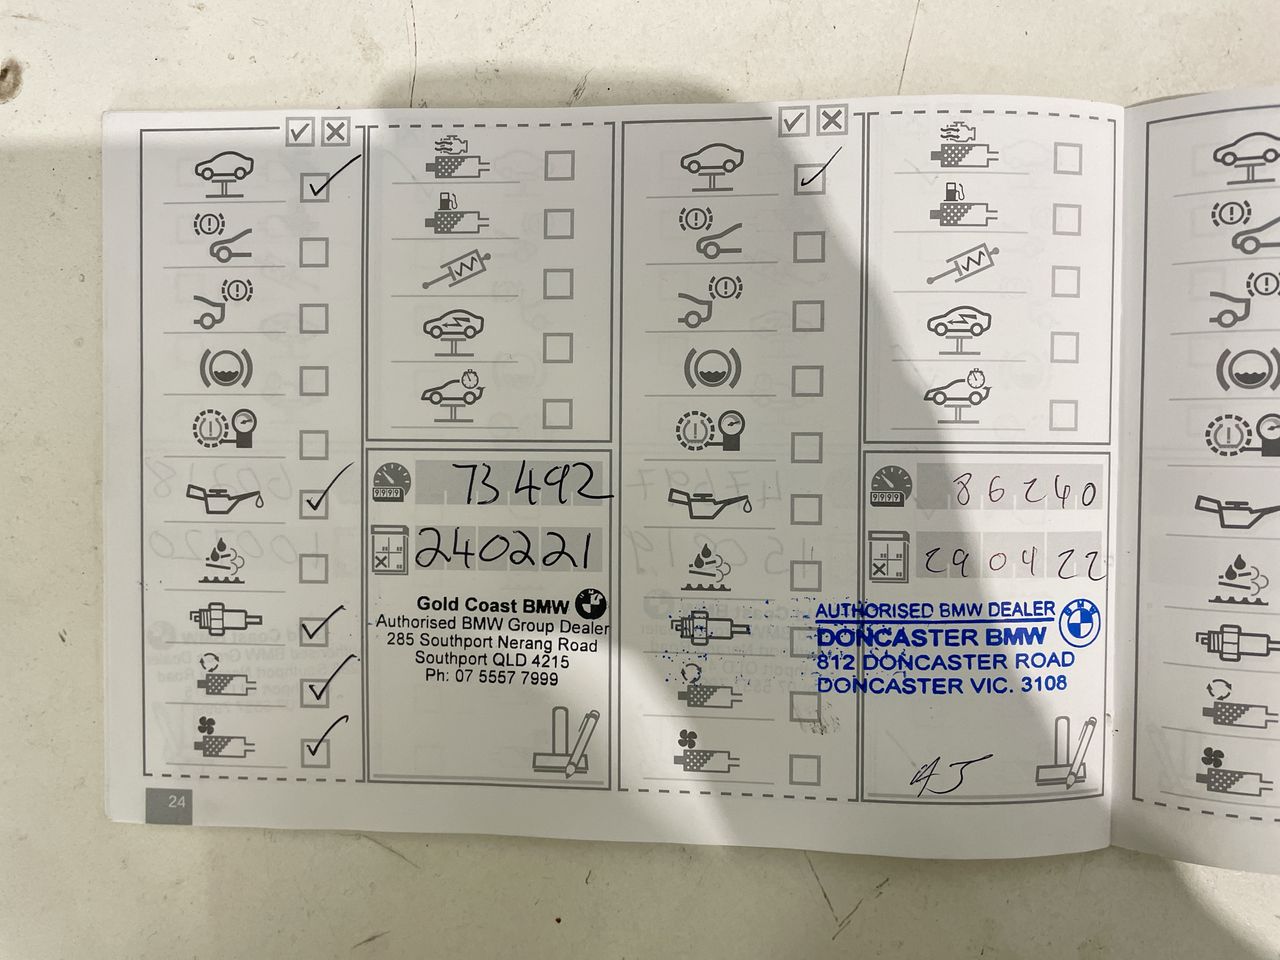 73492
240221
Gold Coast BMW
Authorised BMW Group Dealer
285 Southport Nerang Road
Southport QLD 4215
Ph: 07 5557 7999
86240
290422
AUTHORISED BMW DEALER
DONCASTER BMW
812 DONCASTER ROAD
DONCASTER VIC. 3108
24